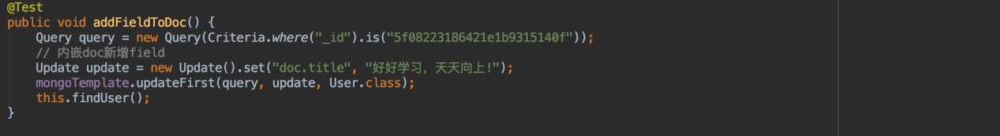 @Test
public void addFieldToDoc() {
    Query query = new Query(Criteria.where("_id").is("5f08223186421e1b9315140f"));
    // 内嵌doc新增field
    Update update = new Update().set("doc.title", "好好学习，天天向上!");
    mongoTemplate.updateFirst(query, update, User.class);
    this.findUser();
}